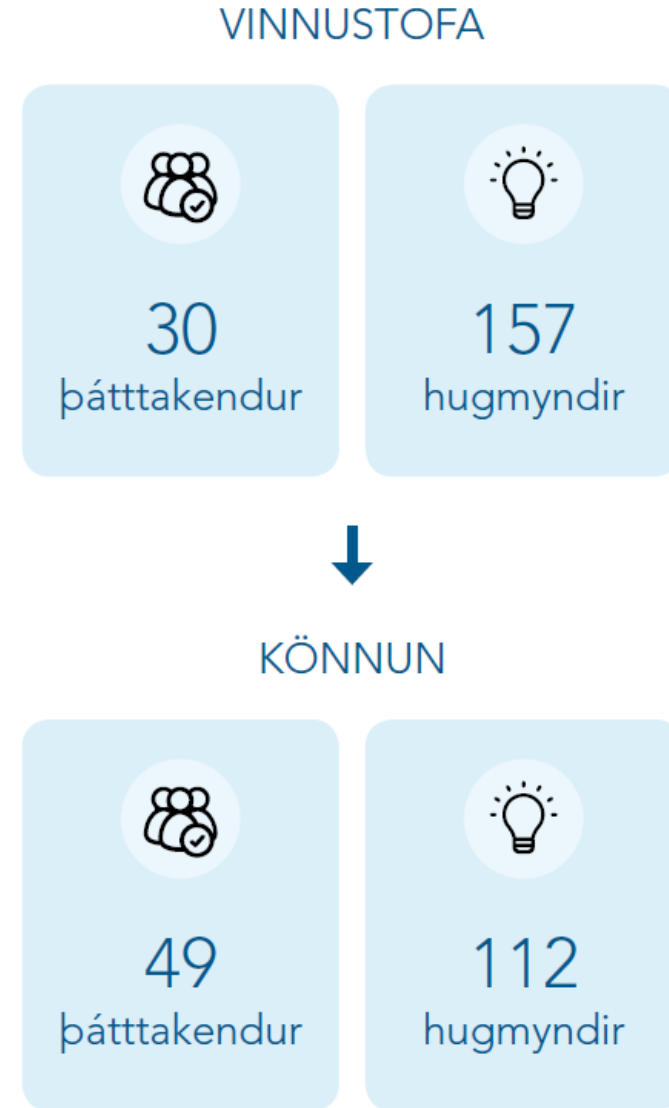 VINNUSTOFA
30
þátttakendur
157
hugmyndir
KÖNNUN
49
þátttakendur
112
hugmyndir